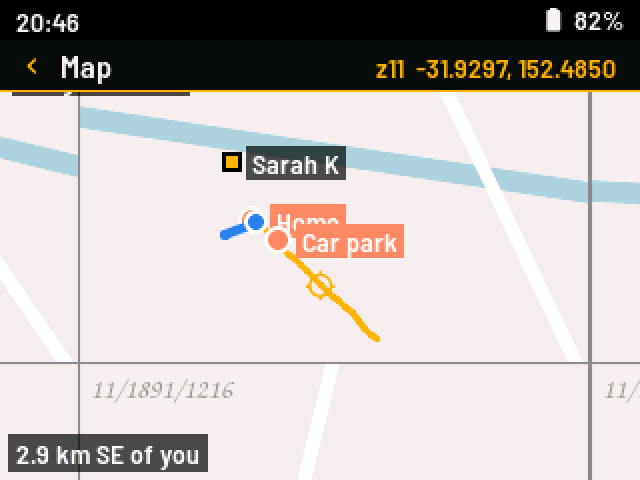 20:46
82%
Map
z11 -31.9297, 152.4850
Sarah K
Home
Car park
11/1891/1216
11/
2.9 km SE of you